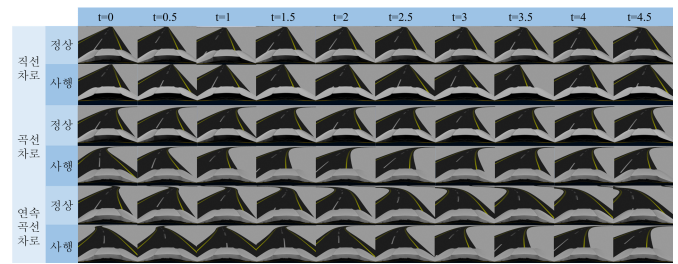 t=0 t=0.5 t=1 t=1.5 t=2 t=2.5 t=3 t=3.5 t=4 t=4.5
직선
차로
정상
사행
곡선
차로
정상
사행
연속
곡선
차로
정상
사행